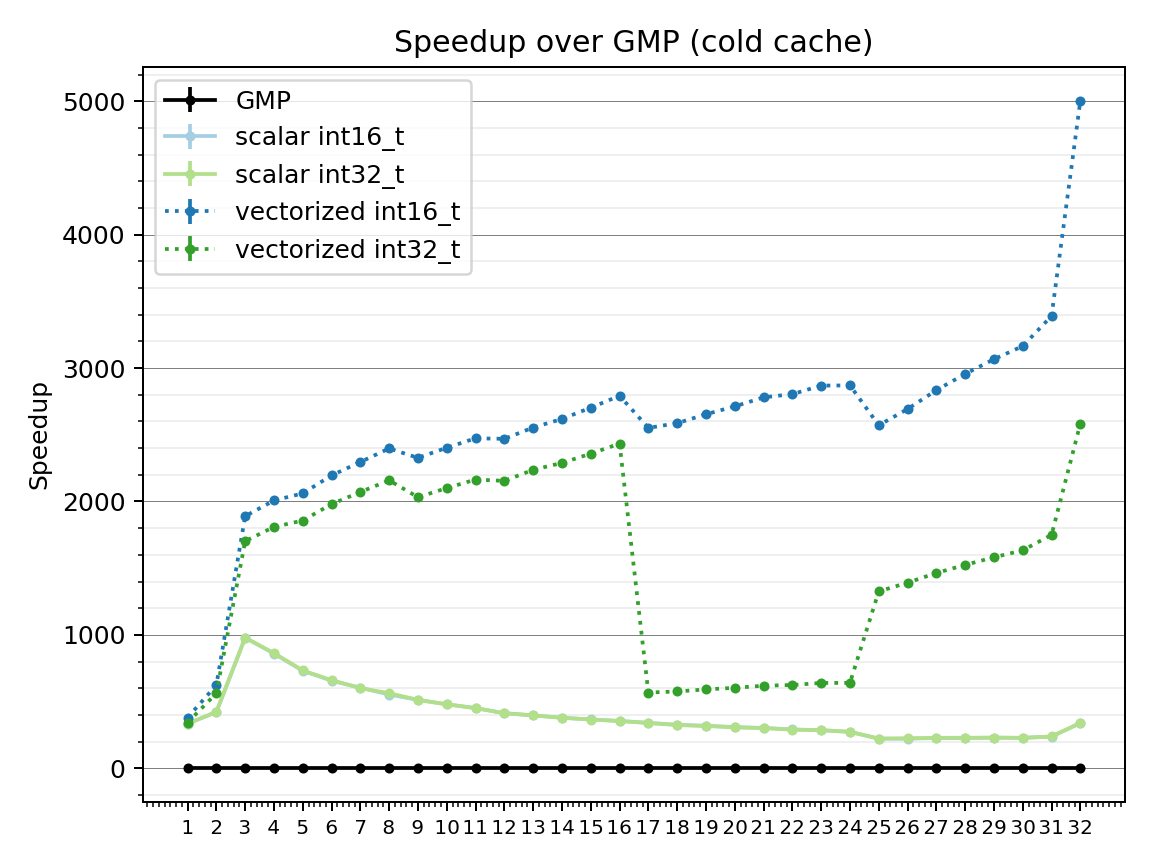 Speedup over GMP (cold cache)
GMP
scalar int16_t
scalar int32_t
vectorized int16_t
vectorized int32_t
Speedup
5000
4000
3000
2000
1000
0
1 2 3 4 5 6 7 8 9 10 11 12 13 14 15 16 17 18 19 20 21 22 23 24 25 26 27 28 29 30 31 32